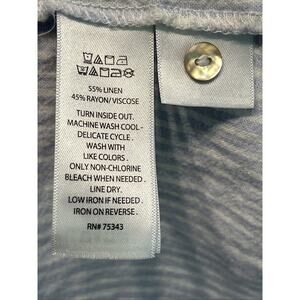 55% LINEN
45% RAYON/VISCOSE
TURN INSIDE OUT.
MACHINE WASH COOL-
DELICATE CYCLE.
WASH WITH
LIKE COLORS.
ONLY NON-CHLORINE
BLEACH WHEN NEEDED.
LINE DRY.
LOW IRON IF NEEDED.
IRON ON REVERSE.
RN# 75343